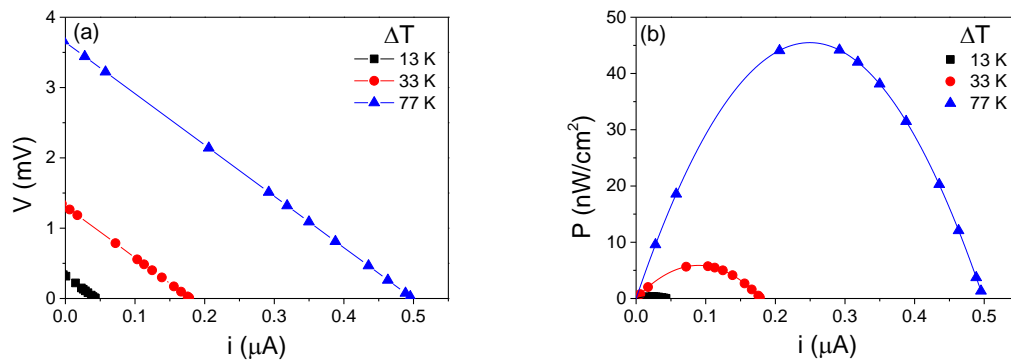 (a)
ΔT
13 K
33 K
77 K
V (mV)
4
3
2
1
0
0.0 0.1 0.2 0.3 0.4 0.5
i (μA)
(b)
ΔT
13 K
33 K
77 K
P (nW/cm²)
50
40
30
20
10
0
0.0 0.1 0.2 0.3 0.4 0.5
i (μA)